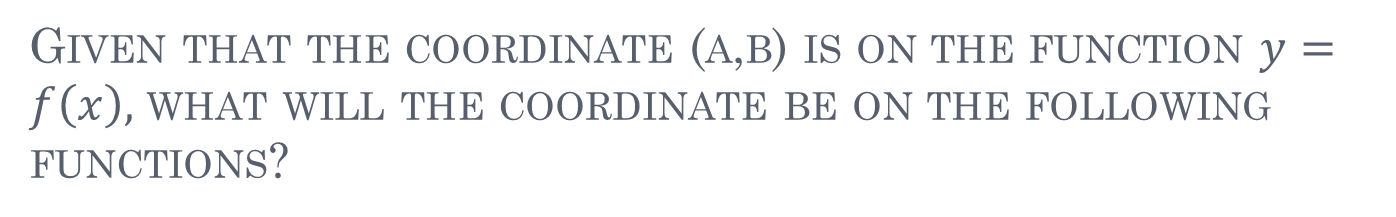 GIVEN THAT THE COORDINATE (A,B) IS ON THE FUNCTION y =
f(x), WHAT WILL THE COORDINATE BE ON THE FOLLOWING
FUNCTIONS?